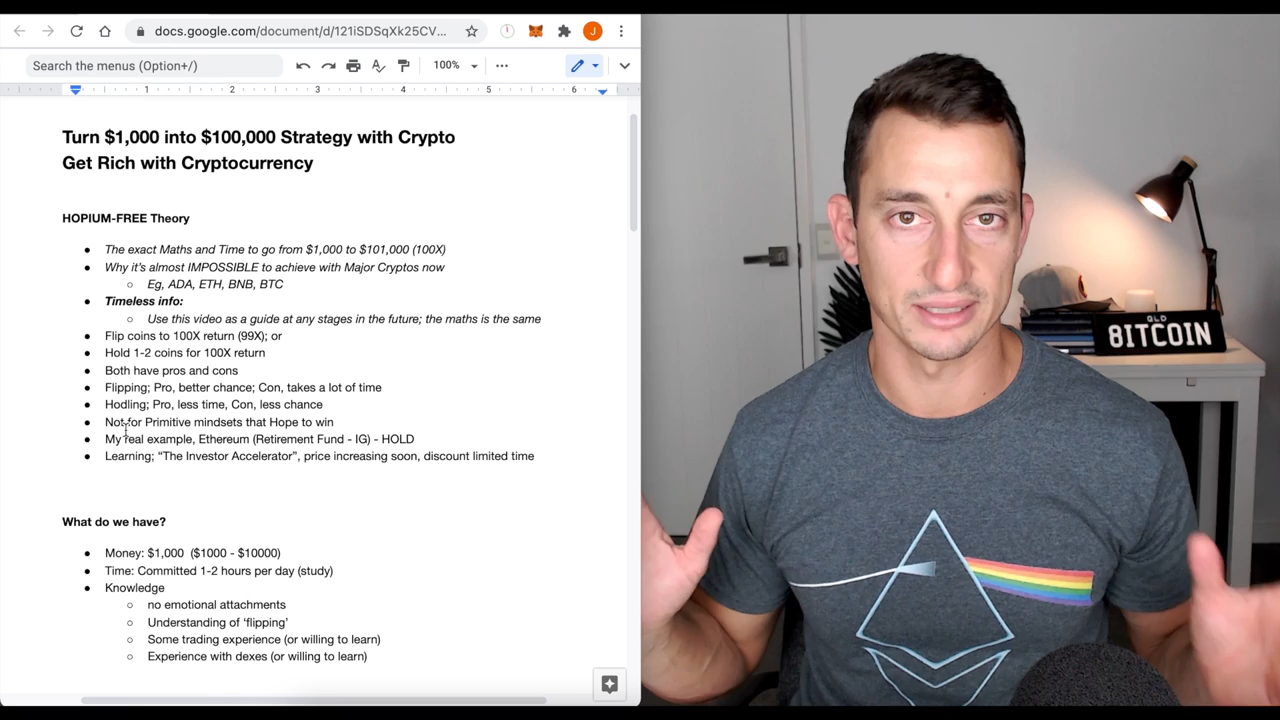 docs.google.com/document/d/121iSDSqXk25CV...
J
Search the menus (Option+/)
100%
1 2 3 4 5 6
Turn $1,000 into $100,000 Strategy with Crypto
Get Rich with Cryptocurrency
HOPIUM-FREE Theory
The exact Maths and Time to go from $1,000 to $101,000 (100X)
Why it's almost IMPOSSIBLE to achieve with Major Cryptos now
Eg, ADA, ETH, BNB, BTC
Timeless info:
Use this video as a guide at any stages in the future; the maths is the same
Flip coins to 100X return (99X); or
Hold 1-2 coins for 100X return
Both have pros and cons
Flipping; Pro, better chance; Con, takes a lot of time
Hodling; Pro, less time, Con, less chance
Not for Primitive mindsets that Hope to win
My real example, Ethereum (Retirement Fund - IG) - HOLD
Learning; "The Investor Accelerator", price increasing soon, discount limited time
What do we have?
Money: $1,000 ($1000 - $10000)
Time: Committed 1-2 hours per day (study)
Knowledge
no emotional attachments
Understanding of 'flipping'
Some trading experience (or willing to learn)
Experience with dexes (or willing to learn)
QLD
8ITCOIN